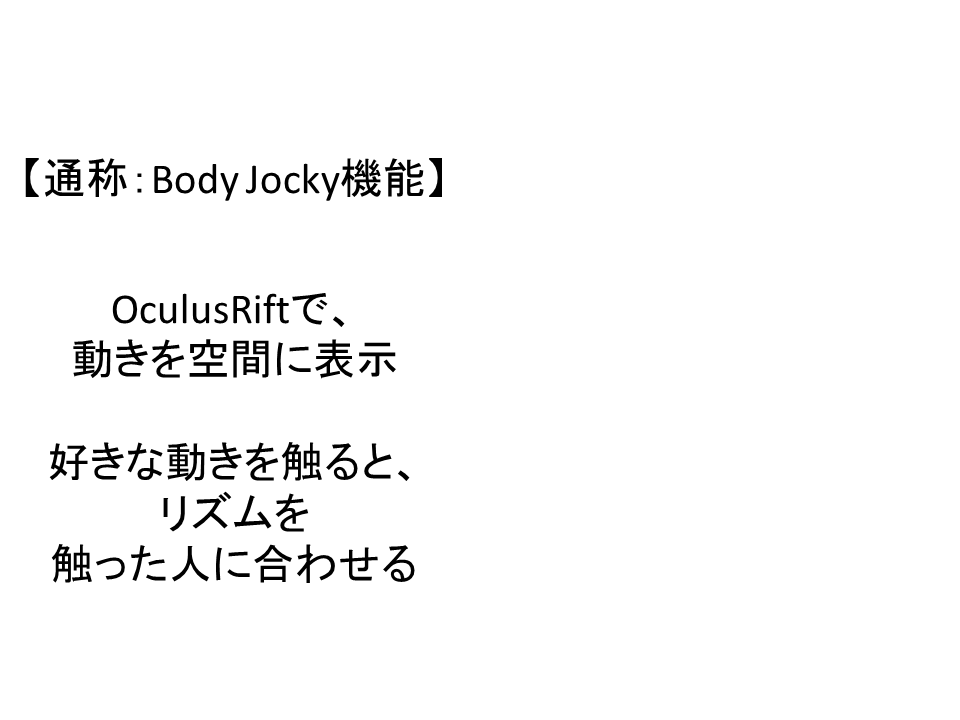 【通称：Body Jocky機能】
OculusRiftで、
動きを空間に表示
好きな動きを触ると、
リズムを
触った人に合わせる